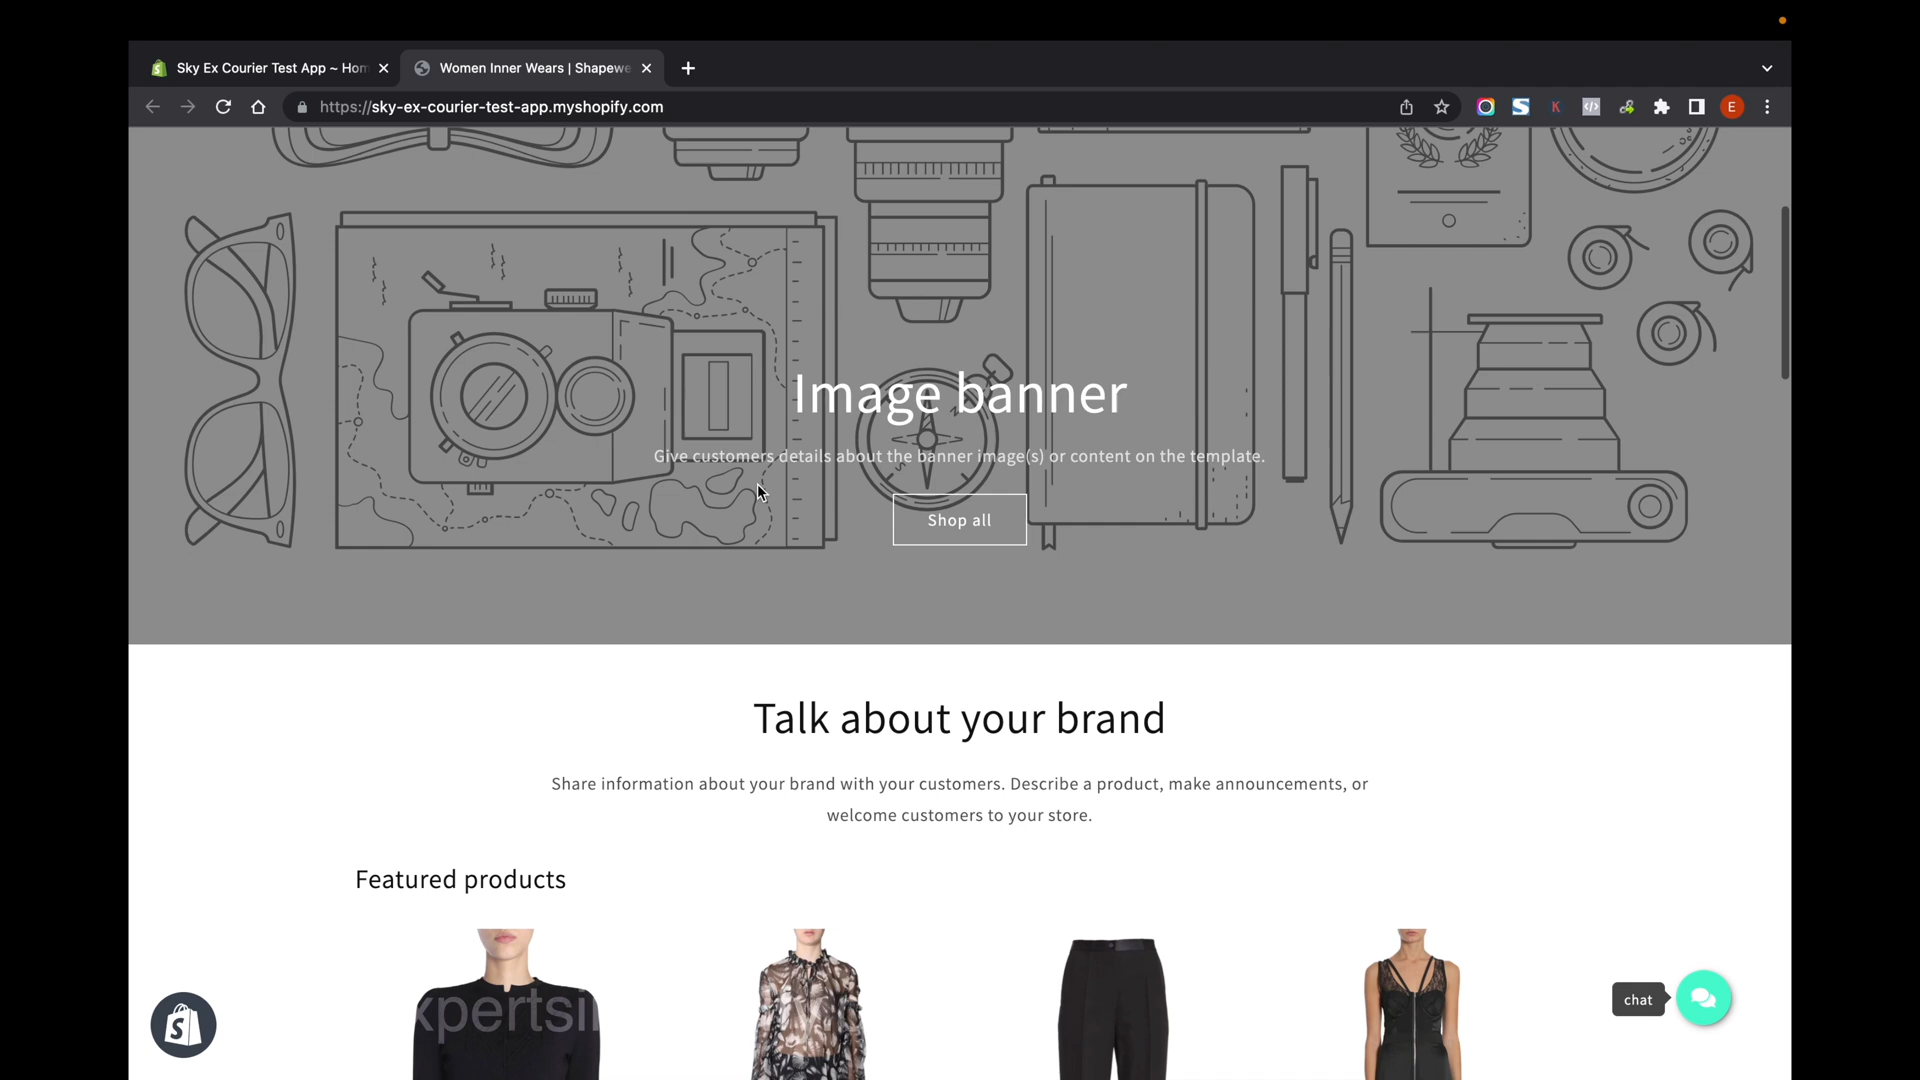 Sky Ex Courier Test App ~ Hom
Women Inner Wears | Shapewe
https://sky-ex-courier-test-app.myshopify.com
E
Image banner
Give customers details about the banner image(s) or content on the template.
Shop all
Talk about your brand
Share information about your brand with your customers. Describe a product, make announcements, or
welcome customers to your store.
Featured products
xpertsi
chat